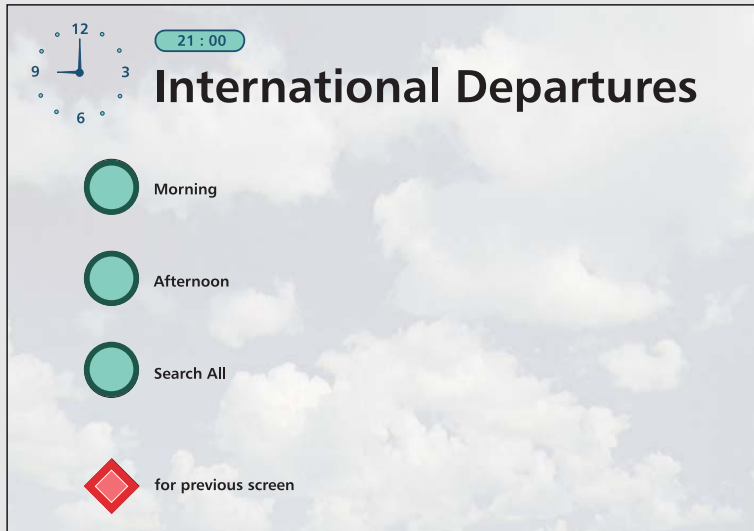 12
9
3
6
21 : 00
International Departures
Morning
Afternoon
Search All
for previous screen